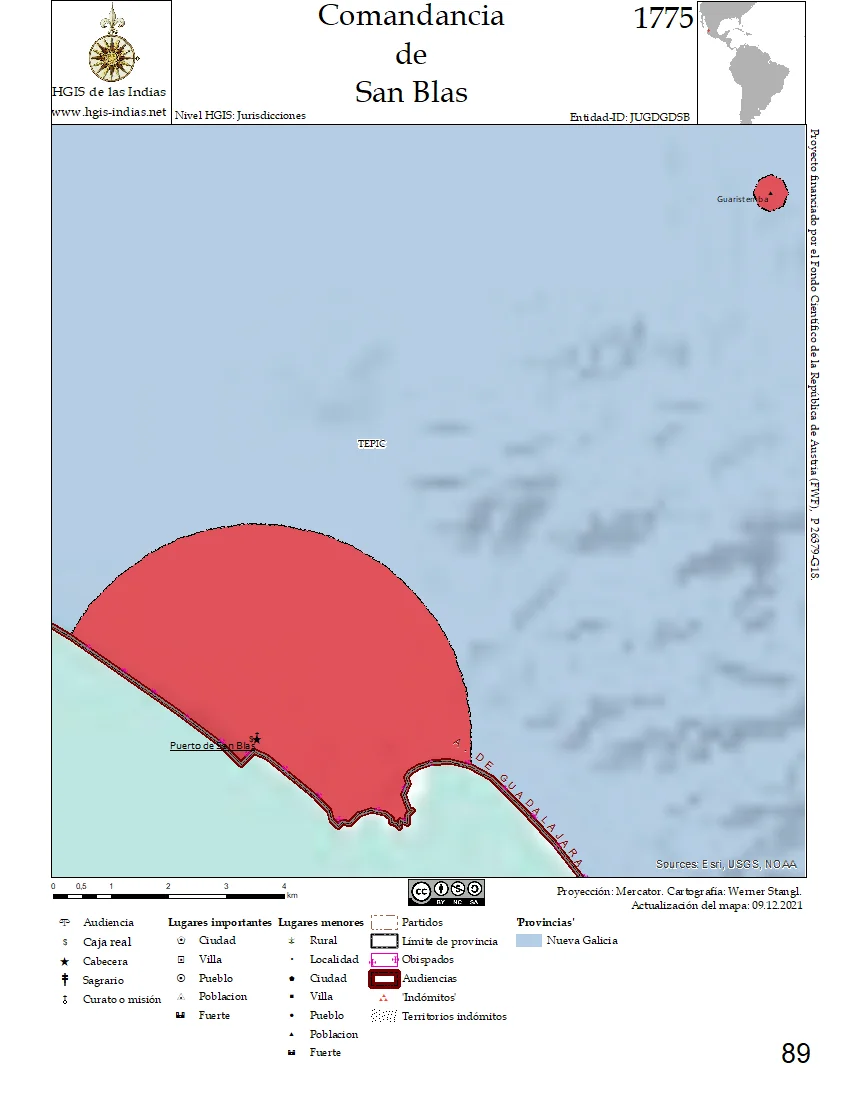 Comandancia
de
San Blas
1775
HGIS de las Indias
www.hgis-indias.net
Nivel HGIS: Jurisdicciones
Entidad-ID: JUGDGDSB
Proyecto financiado por el Fondo Científico de la República de Austria (FWF), P 26379-G18.
Guaristemba
TEPIC
Puerto de San Blas
A. DE GUADALAJARA
Sources: Esri, USGS, NOAA
0 0,5 1 2 3 4
km
CC BY NC SA
Proyección: Mercator. Cartografía: Werner Stangl.
Actualización del mapa: 09.12.2021
Audiencia
Caja real
Cabecera
Sagrario
Curato o misión
Lugares importantes
Ciudad
Villa
Pueblo
Poblacion
Fuerte
Lugares menores
Rural
Localidad
Ciudad
Villa
Pueblo
Poblacion
Fuerte
Partidos
Límite de provincia
Obispados
Audiencias
'Indómitos'
Territorios indómitos
'Provincias'
Nueva Galicia
89